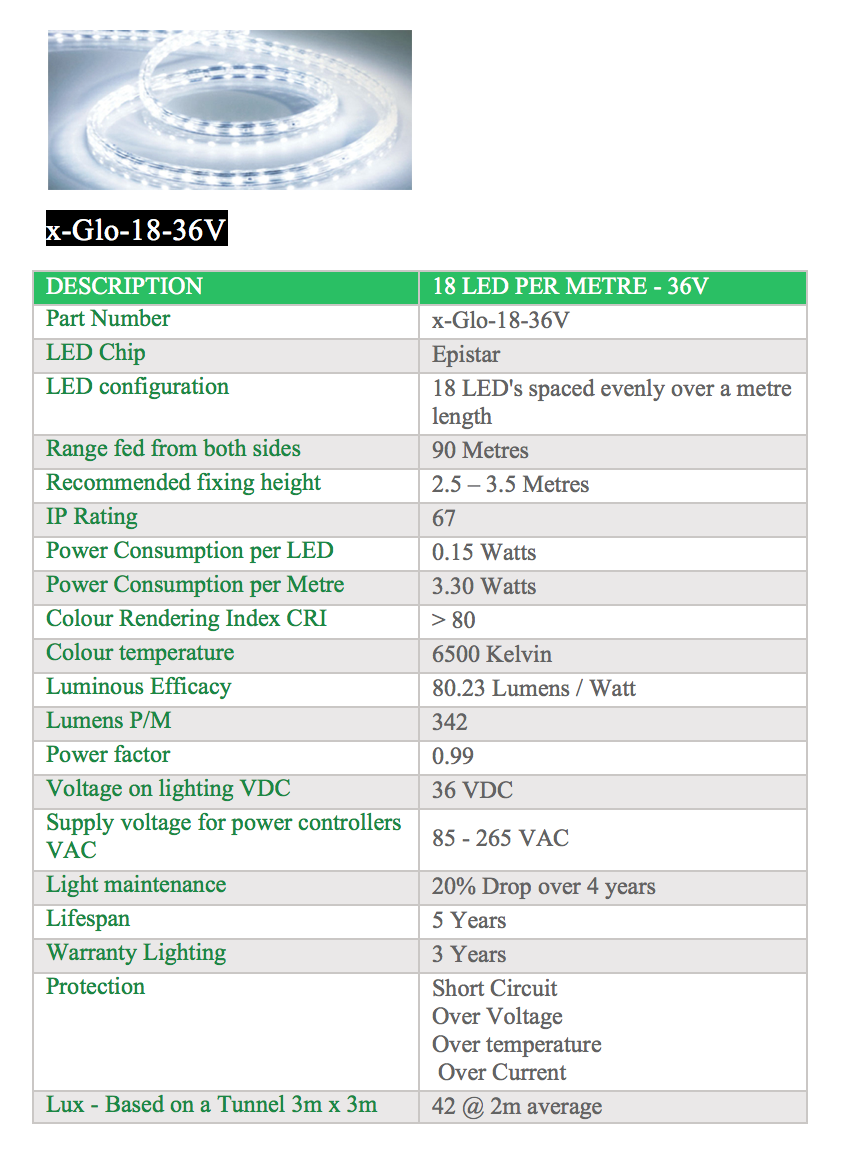 x-Glo-18-36V
DESCRIPTION 18 LED PER METRE - 36V
Part Number x-Glo-18-36V
LED Chip Epistar
LED configuration 18 LED's spaced evenly over a metre
length
Range fed from both sides 90 Metres
Recommended fixing height 2.5 – 3.5 Metres
IP Rating 67
Power Consumption per LED 0.15 Watts
Power Consumption per Metre 3.30 Watts
Colour Rendering Index CRI > 80
Colour temperature 6500 Kelvin
Luminous Efficacy 80.23 Lumens / Watt
Lumens P/M 342
Power factor 0.99
Voltage on lighting VDC 36 VDC
Supply voltage for power controllers
VAC
85 - 265 VAC
Light maintenance 20% Drop over 4 years
Lifespan 5 Years
Warranty Lighting 3 Years
Protection Short Circuit
Over Voltage
Over temperature
Over Current
Lux - Based on a Tunnel 3m x 3m 42 @ 2m average